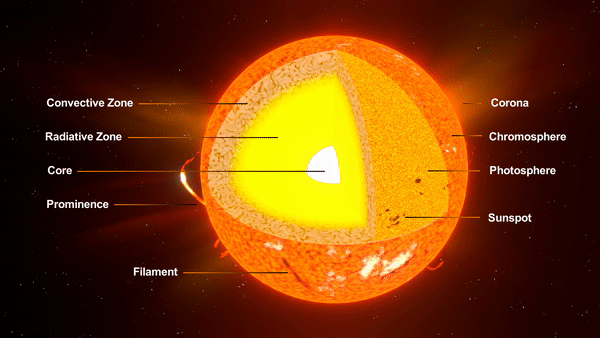 Convective Zone
Radiative Zone
Core
Prominence
Filament
Corona
Chromosphere
Photosphere
Sunspot